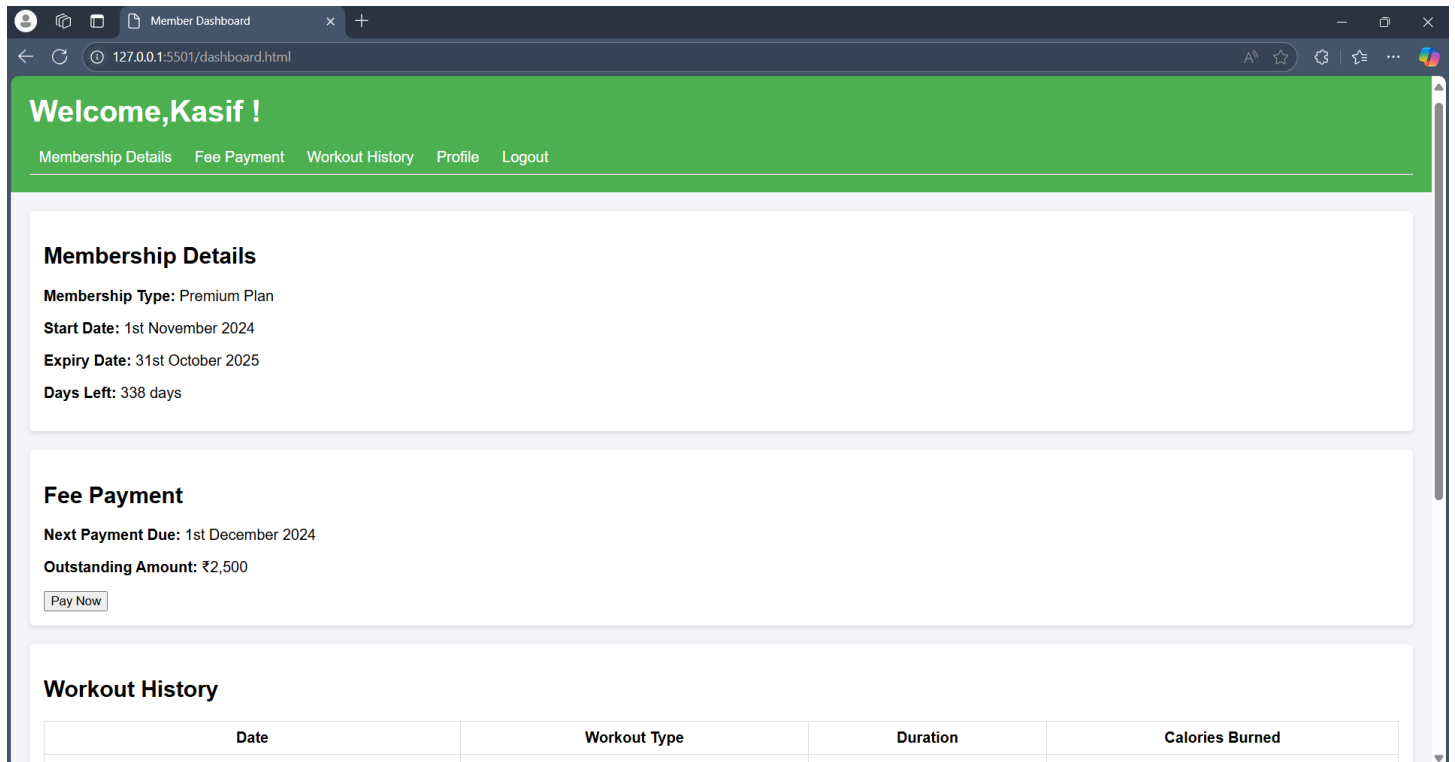 Member Dashboard
127.0.0.1:5501/dashboard.html
Welcome,Kasif !
Membership Details Fee Payment Workout History Profile Logout
Membership Details
Membership Type: Premium Plan
Start Date: 1st November 2024
Expiry Date: 31st October 2025
Days Left: 338 days
Fee Payment
Next Payment Due: 1st December 2024
Outstanding Amount: ₹2,500
Pay Now
Workout History
Date Workout Type Duration Calories Burned